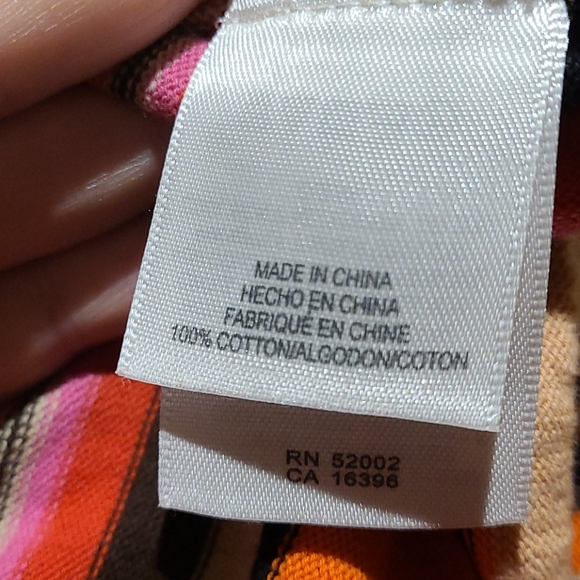 MADE IN CHINA
HECHO EN CHINA
FABRIQUÉ EN CHINE
100% COTTON/ALGODON/COTON
RN 52002
CA 16396